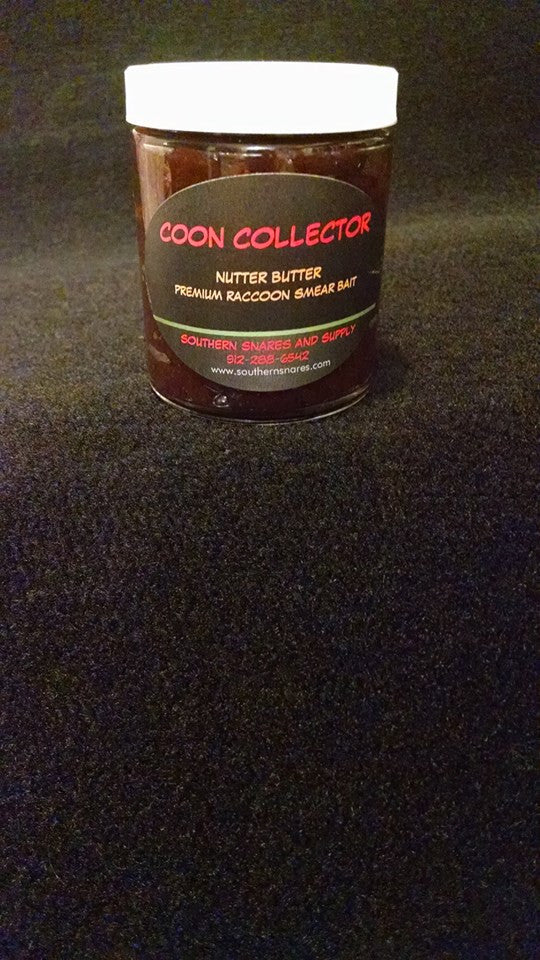 COON COLLECTOR
NUTTER BUTTER
PREMIUM RACCOON SMEAR BAIT
SOUTHERN SNARES AND SUPPLY
912-288-6542
www.southernsnares.com